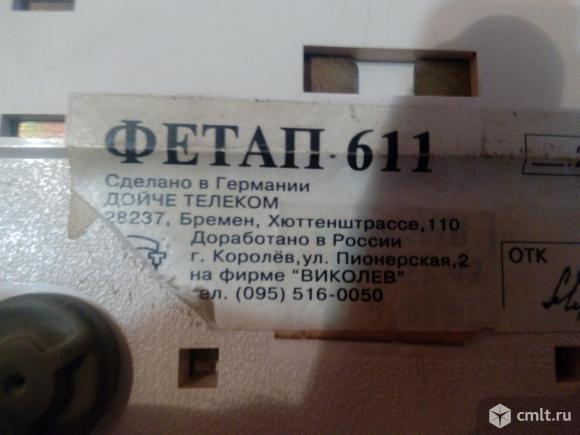 ФЕТАП 611
Сделано в Германии
ДОЙЧЕ ТЕЛЕКОМ
28237, Бремен, Хюттенштрассе,110
Доработано в России
г. Королёв,ул. Пионерская,2
на фирме "ВИКОЛЕВ"
ел. (095) 516-0050
ОТК
cmlt.ru